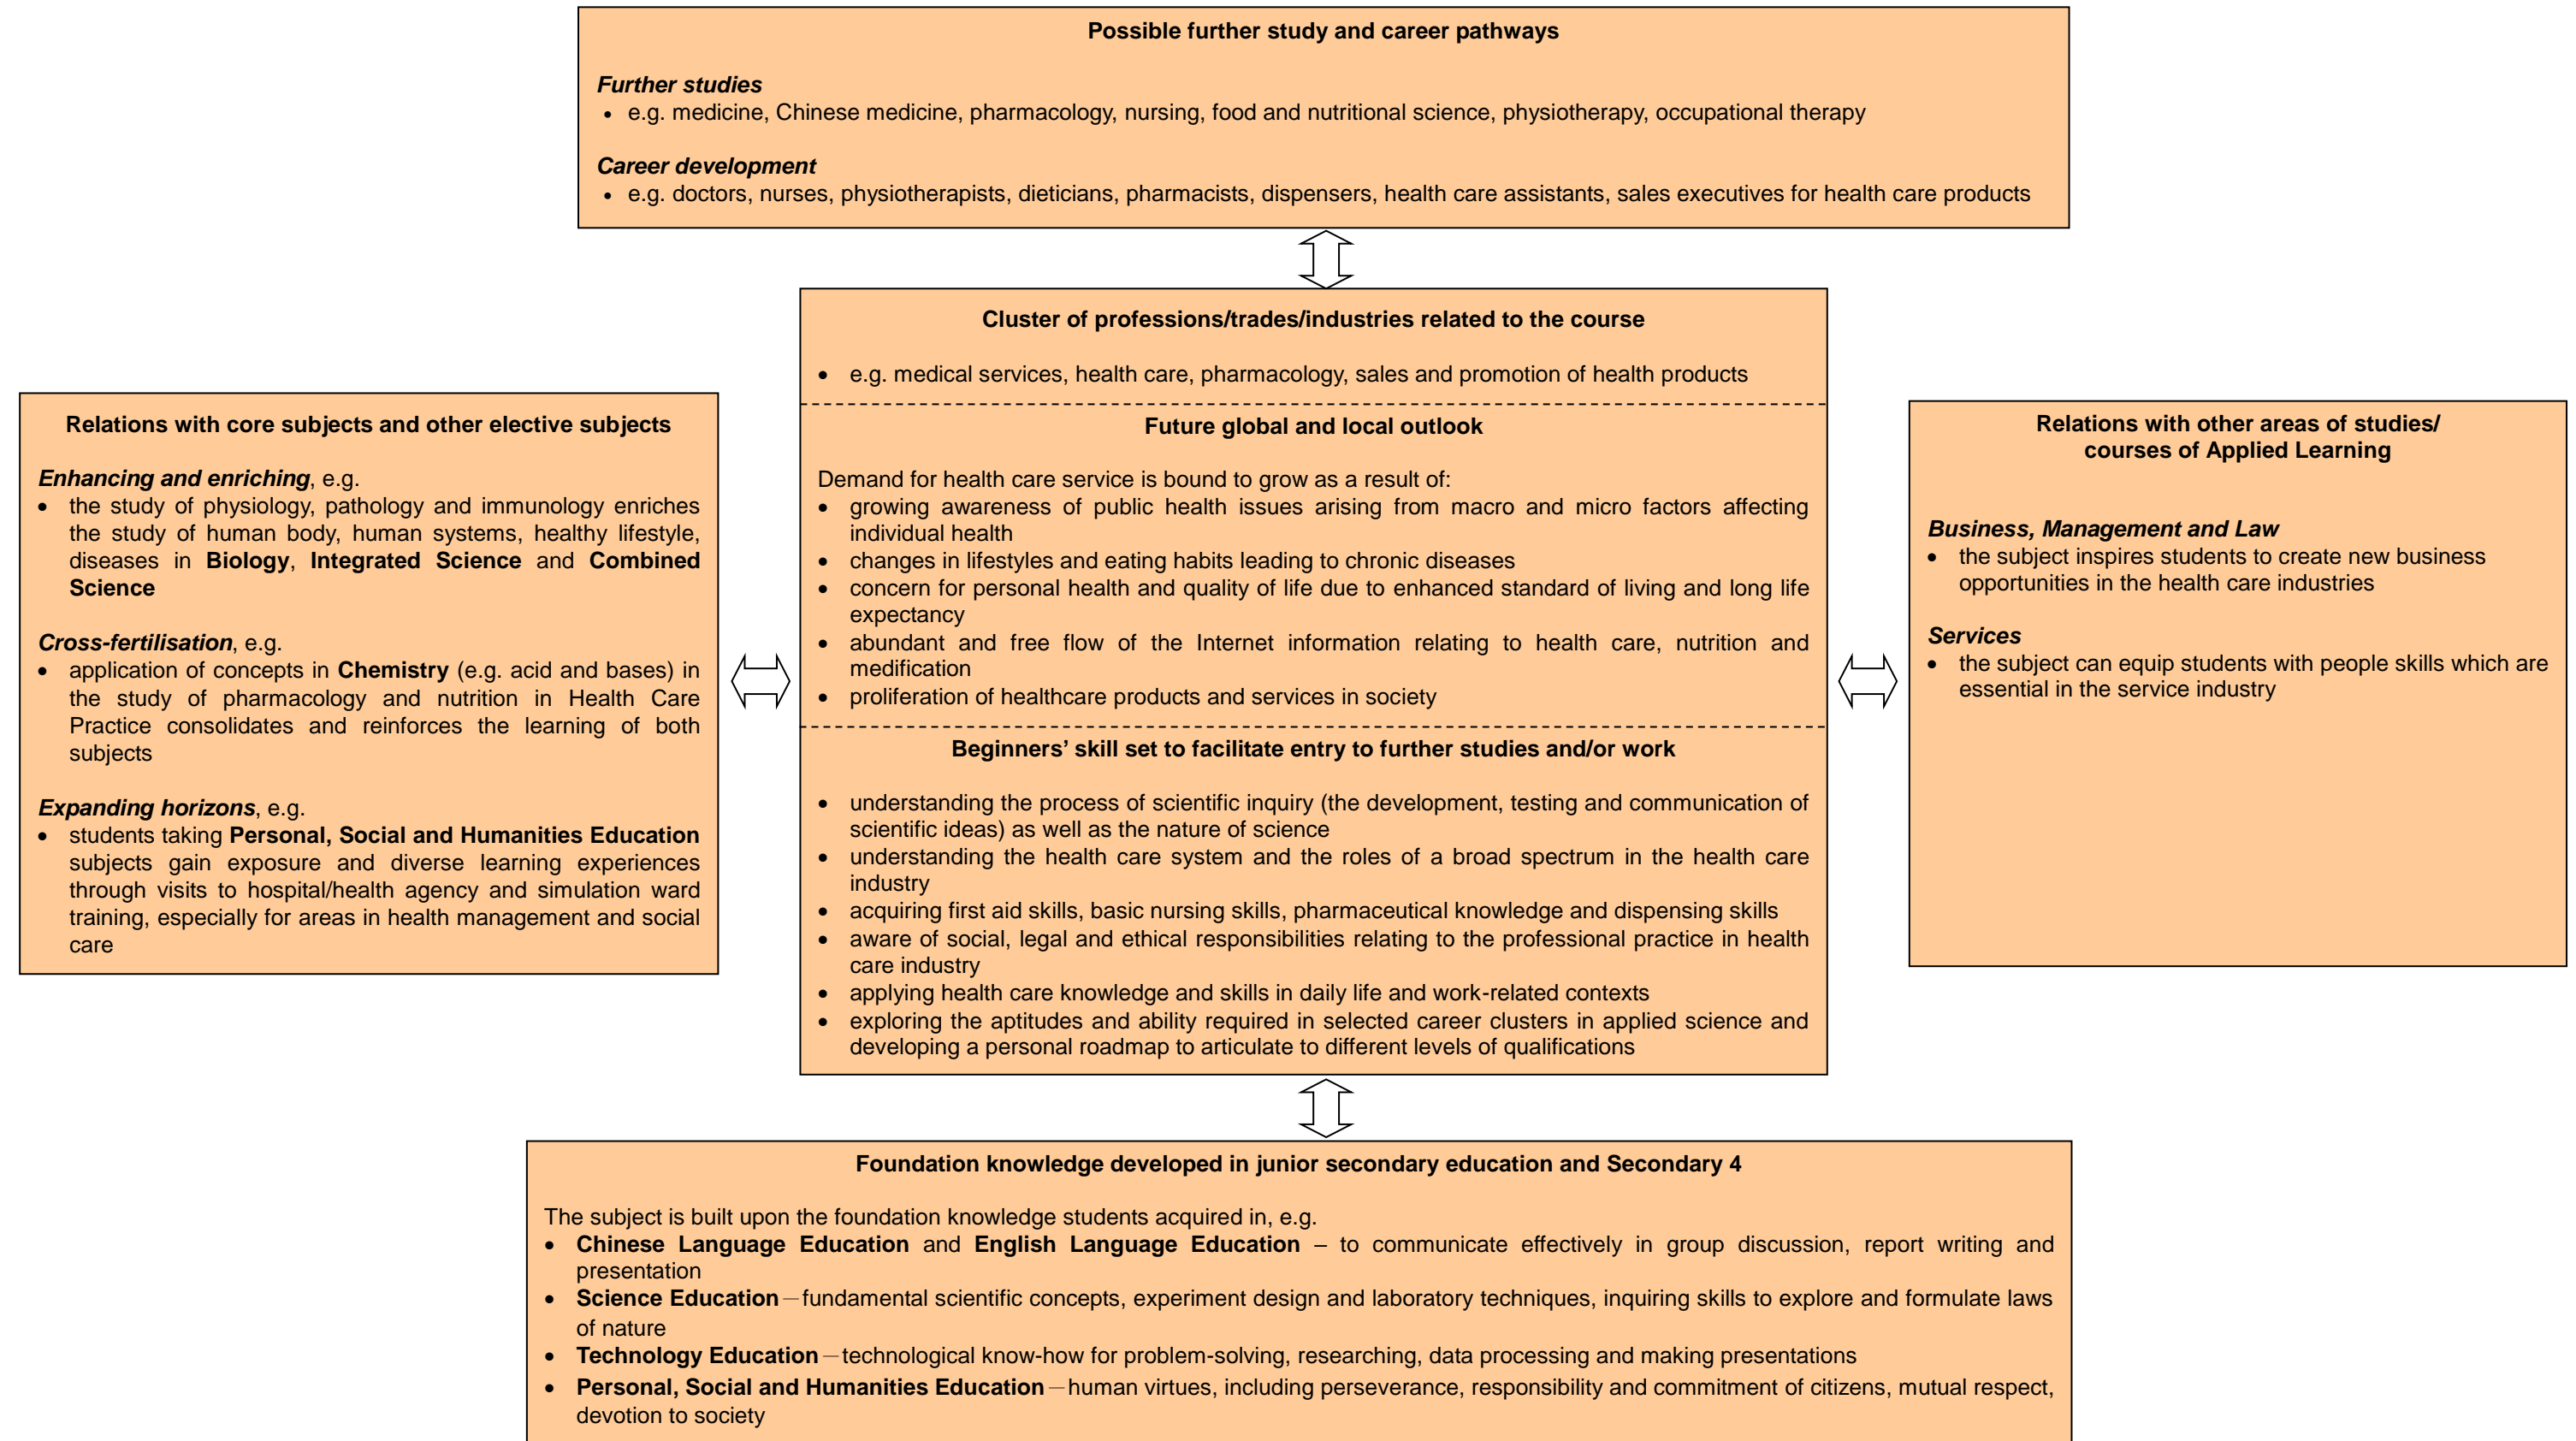 Possible further study and career pathways
Further studies
• e.g. medicine, Chinese medicine, pharmacology, nursing, food and nutritional science, physiotherapy, occupational therapy
Career development
• e.g. doctors, nurses, physiotherapists, dieticians, pharmacists, dispensers, health care assistants, sales executives for health care products
Relations with core subjects and other elective subjects
Enhancing and enriching, e.g.
• the study of physiology, pathology and immunology enriches
the study of human body, human systems, healthy lifestyle,
diseases in Biology, Integrated Science and Combined
Science
Cross-fertilisation, e.g.
• application of concepts in Chemistry (e.g. acid and bases) in
the study of pharmacology and nutrition in Health Care
Practice consolidates and reinforces the learning of both
subjects
Expanding horizons, e.g.
• students taking Personal, Social and Humanities Education
subjects gain exposure and diverse learning experiences
through visits to hospital/health agency and simulation ward
training, especially for areas in health management and social
care
Cluster of professions/trades/industries related to the course
• e.g. medical services, health care, pharmacology, sales and promotion of health products
Future global and local outlook
Demand for health care service is bound to grow as a result of:
• growing awareness of public health issues arising from macro and micro factors affecting
individual health
• changes in lifestyles and eating habits leading to chronic diseases
• concern for personal health and quality of life due to enhanced standard of living and long life
expectancy
• abundant and free flow of the Internet information relating to health care, nutrition and
medification
• proliferation of healthcare products and services in society
Beginners’ skill set to facilitate entry to further studies and/or work
• understanding the process of scientific inquiry (the development, testing and communication of
scientific ideas) as well as the nature of science
• understanding the health care system and the roles of a broad spectrum in the health care
industry
• acquiring first aid skills, basic nursing skills, pharmaceutical knowledge and dispensing skills
• aware of social, legal and ethical responsibilities relating to the professional practice in health
care industry
• applying health care knowledge and skills in daily life and work-related contexts
• exploring the aptitudes and ability required in selected career clusters in applied science and
developing a personal roadmap to articulate to different levels of qualifications
Relations with other areas of studies/
courses of Applied Learning
Business, Management and Law
• the subject inspires students to create new business
opportunities in the health care industries
Services
• the subject can equip students with people skills which are
essential in the service industry
Foundation knowledge developed in junior secondary education and Secondary 4
The subject is built upon the foundation knowledge students acquired in, e.g.
• Chinese Language Education and English Language Education – to communicate effectively in group discussion, report writing and
presentation
• Science Education – fundamental scientific concepts, experiment design and laboratory techniques, inquiring skills to explore and formulate laws
of nature
• Technology Education – technological know-how for problem-solving, researching, data processing and making presentations
• Personal, Social and Humanities Education – human virtues, including perseverance, responsibility and commitment of citizens, mutual respect,
devotion to society